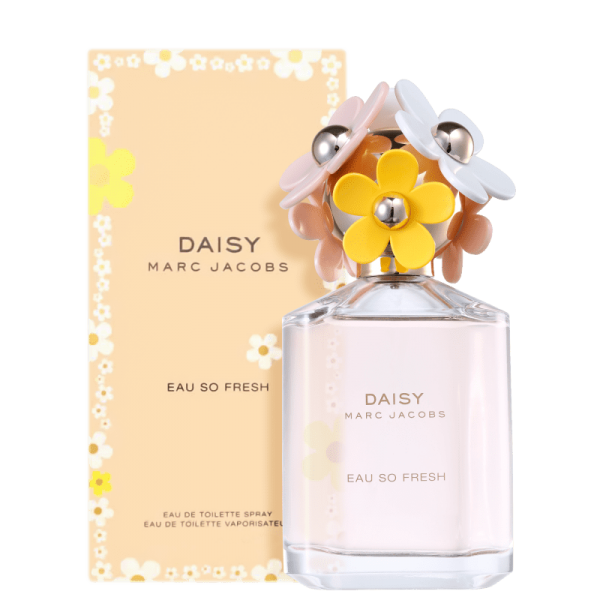 DAISY
MARC JACOBS
EAU SO FRESH
EAU DE TOILETTE SPRAY
EAU DE TOILETTE VAPORISATEUR
DAISY
MARC JACOBS
EAU SO FRESH